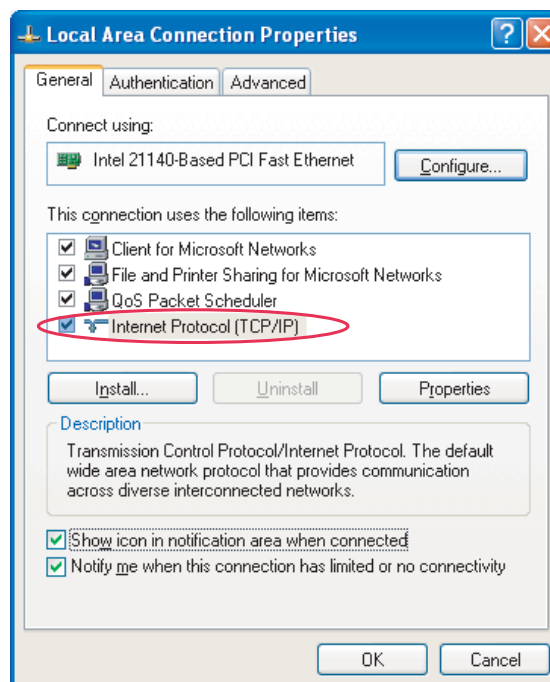 Local Area Connection Properties
General Authentication Advanced
Connect using:
Intel 21140-Based PCI Fast Ethernet Configure...
This connection uses the following items:
Client for Microsoft Networks
File and Printer Sharing for Microsoft Networks
QoS Packet Scheduler
Internet Protocol (TCP/IP)
Install... Uninstall Properties
Description
Transmission Control Protocol/Internet Protocol. The default
wide area network protocol that provides communication
across diverse interconnected networks.
Show icon in notification area when connected
Notify me when this connection has limited or no connectivity
OK Cancel